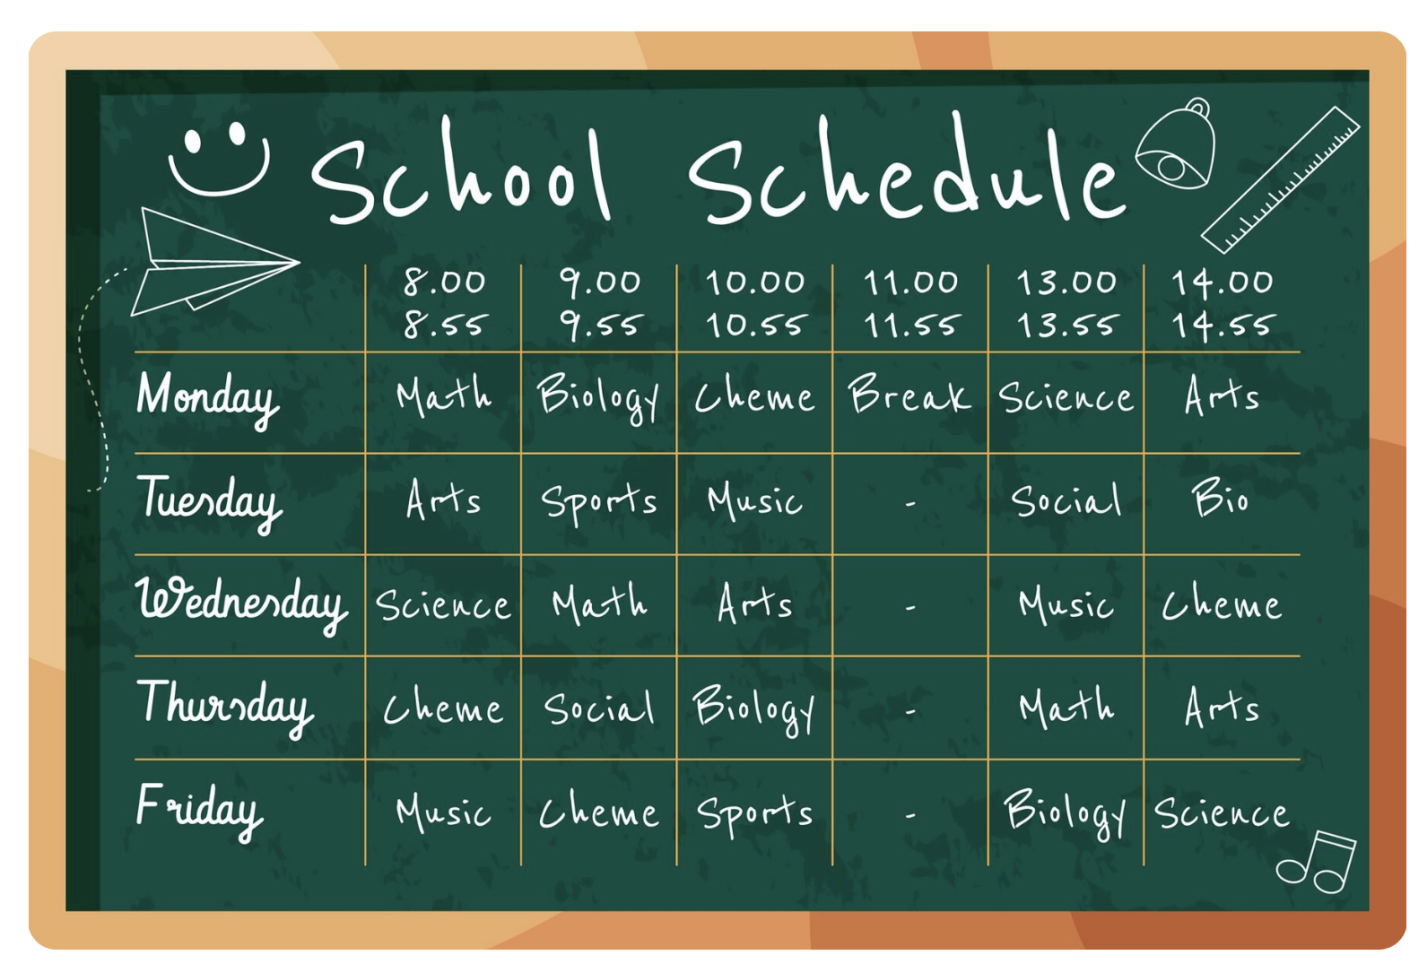 School Schedule
8.00 9.00 10.00 11.00 13.00 14.00
8.55 9.55 10.55 11.55 13.55 14.55
Monday Math Biology Cheme Break Science Arts
Tuesday Arts Sports Music - Social Bio
Wednesday Science Math Arts - Music Cheme
Thursday Cheme Social Biology - Math Arts
Friday Music Cheme Sports - Biology Science